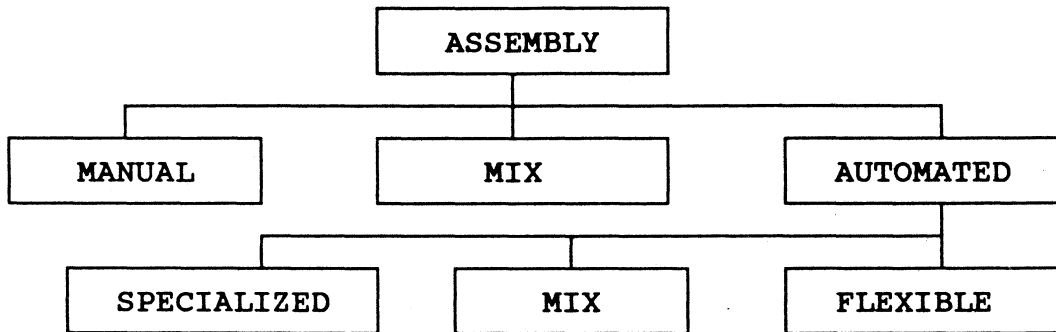 ASSEMBLY
MANUAL MIX AUTOMATED
SPECIALIZED MIX FLEXIBLE